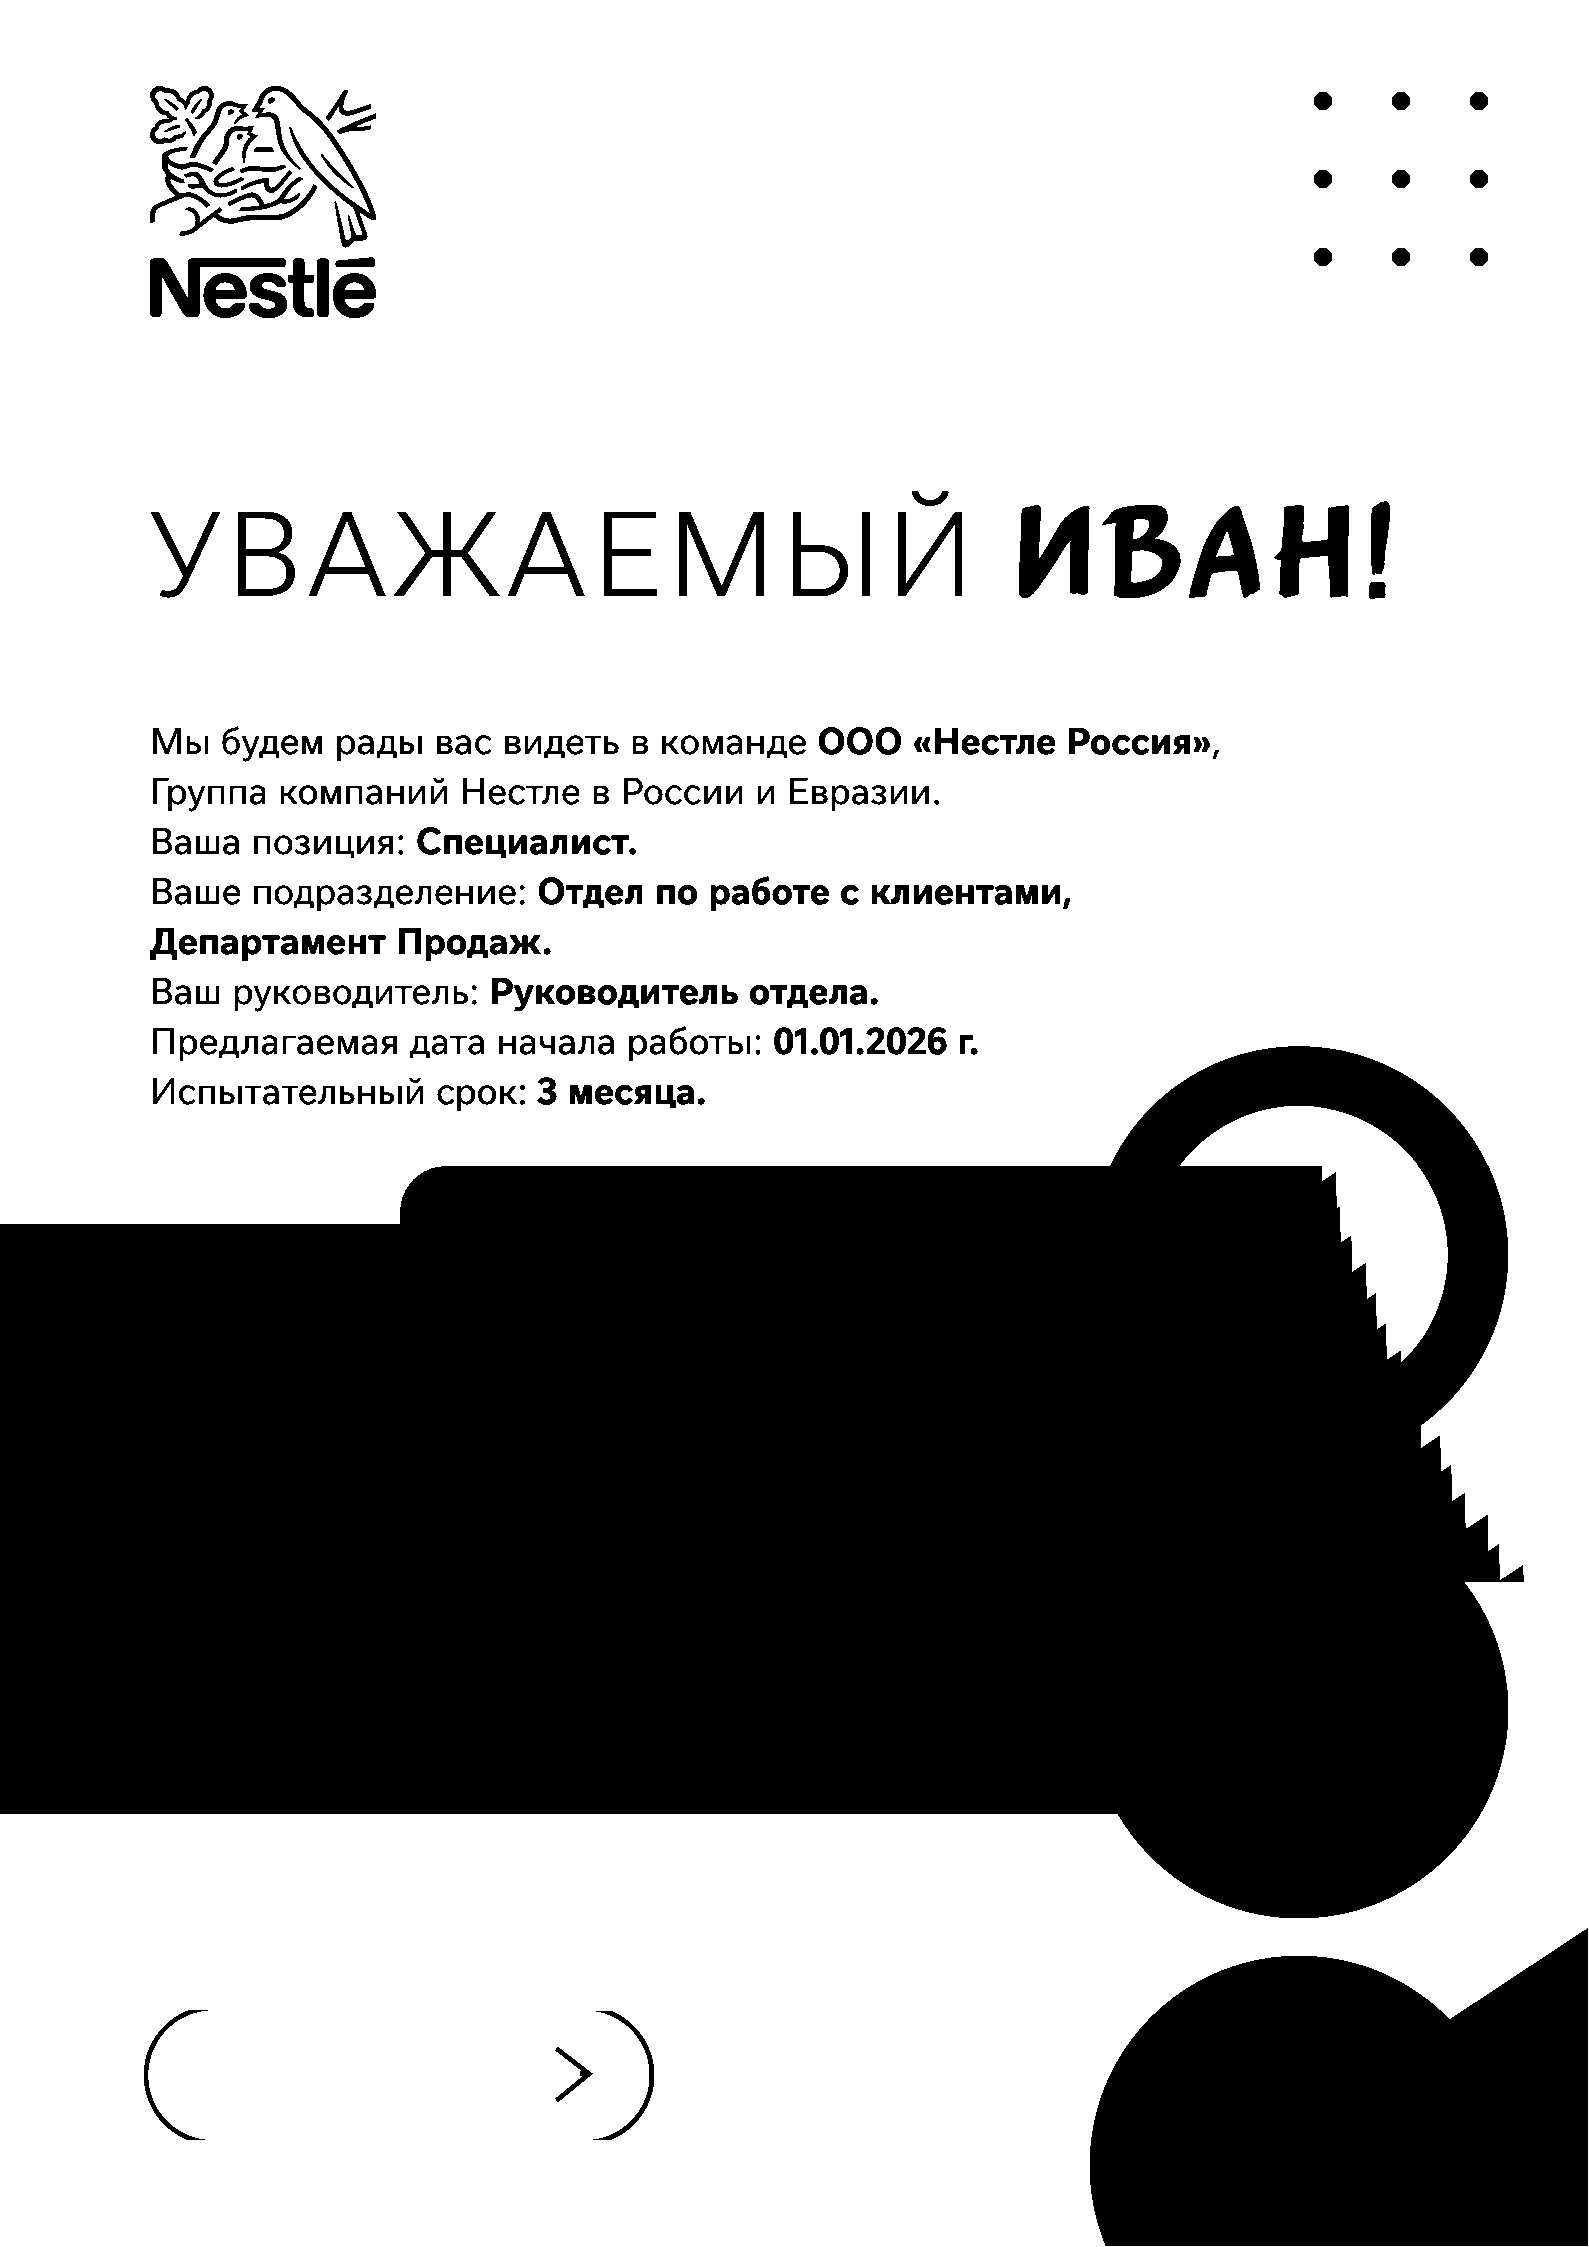 Nestlé
УВАЖАЕМЫЙ ИВАН!
Мы будем рады вас видеть в команде ООО «Нестле Россия»,
Группа компаний Нестле в России и Евразии.
Ваша позиция: Специалист.
Ваше подразделение: Отдел по работе с клиентами,
Департамент Продаж.
Ваш руководитель: Руководитель отдела.
Предлагаемая дата начала работы: 01.01.2026 г.
Испытательный срок: 3 месяца.